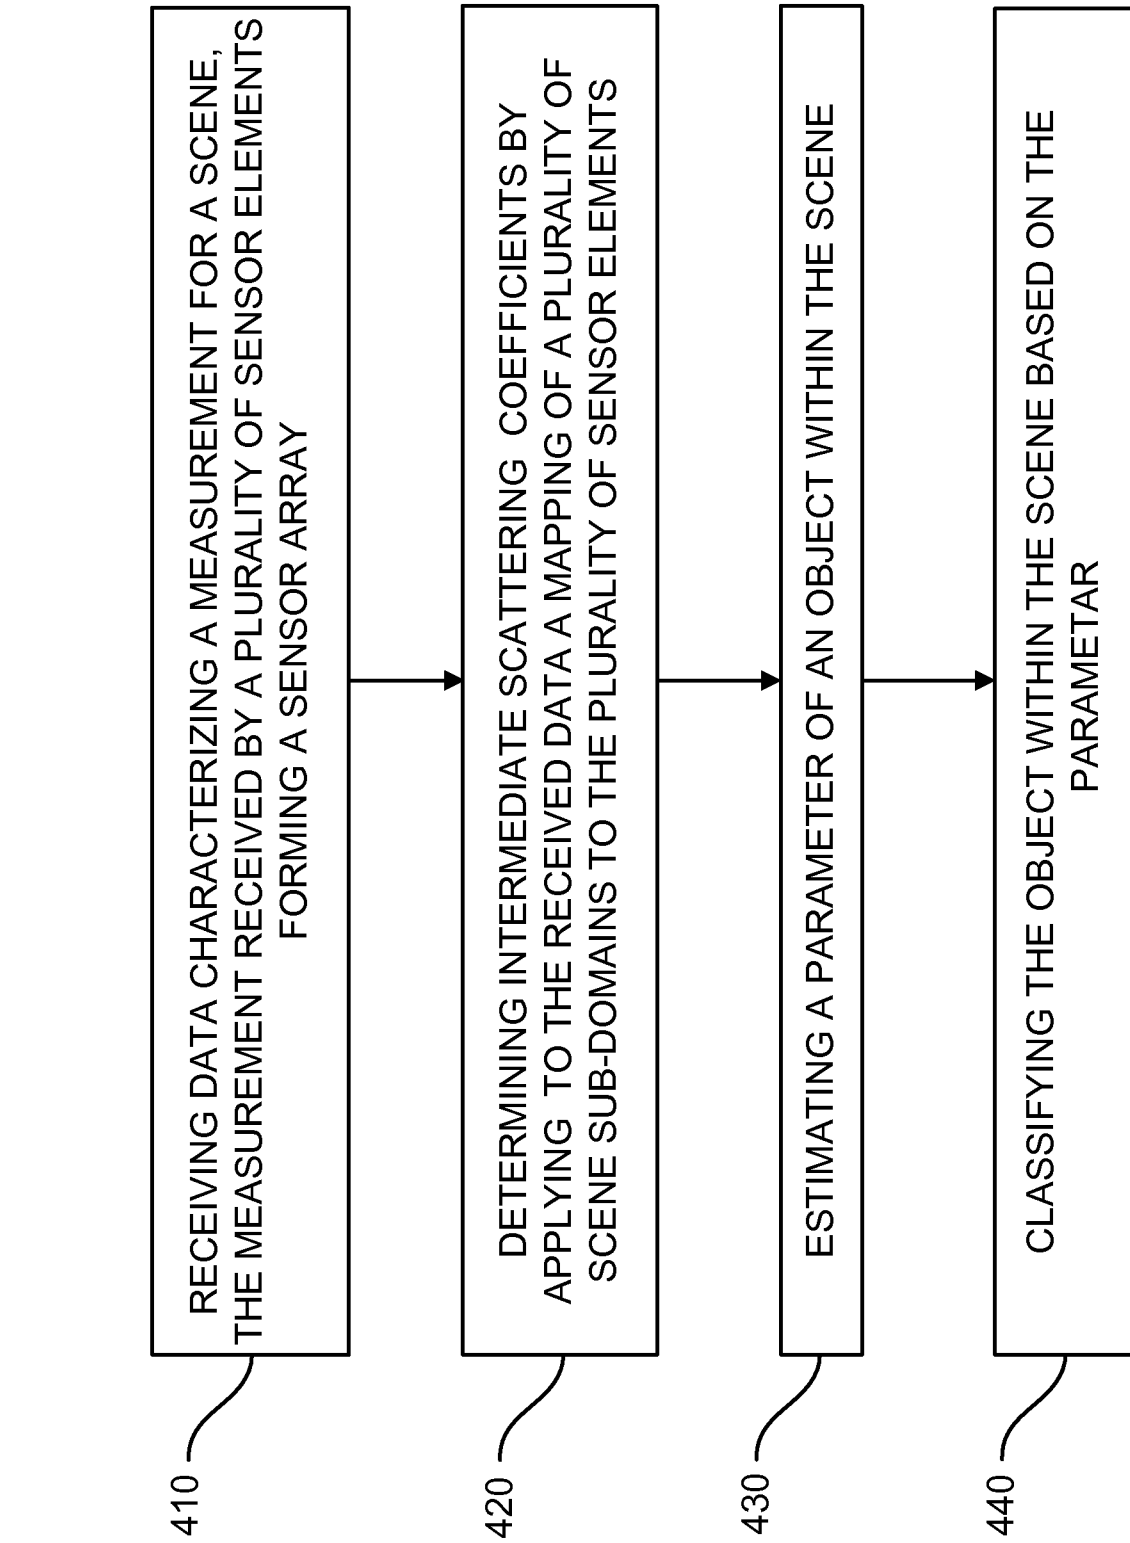 410
RECEIVING DATA CHARACTERIZING A MEASUREMENT FOR A SCENE,
THE MEASUREMENT RECEIVED BY A PLURALITY OF SENSOR ELEMENTS
FORMING A SENSOR ARRAY
420
DETERMINING INTERMEDIATE SCATTERING COEFFICIENTS BY
APPLYING TO THE RECEIVED DATA A MAPPING OF A PLURALITY OF
SCENE SUB-DOMAINS TO THE PLURALITY OF SENSOR ELEMENTS
430
ESTIMATING A PARAMETER OF AN OBJECT WITHIN THE SCENE
440
CLASSIFYING THE OBJECT WITHIN THE SCENE BASED ON THE
PARAMETAR